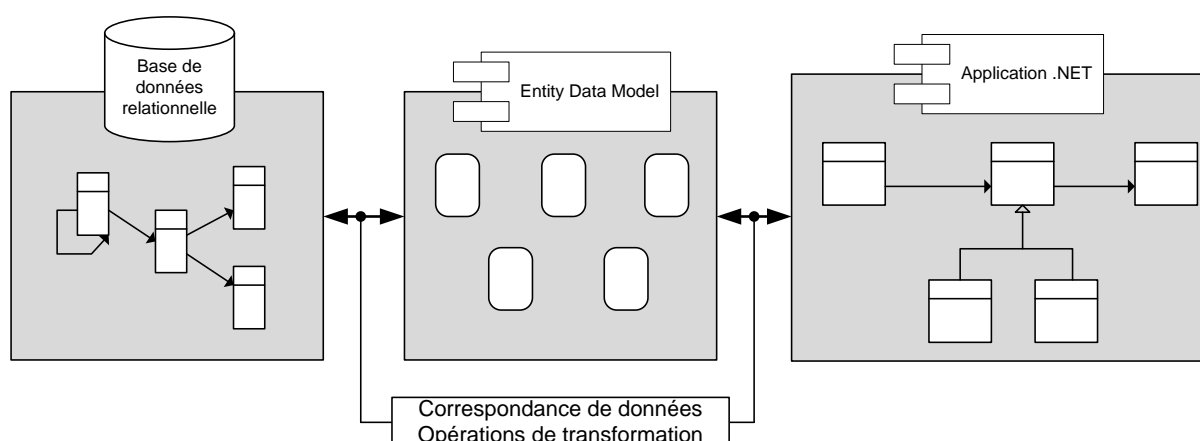 Base de
données
relationnelle
Entity Data Model
Application .NET
Correspondance de données
Opérations de transformation